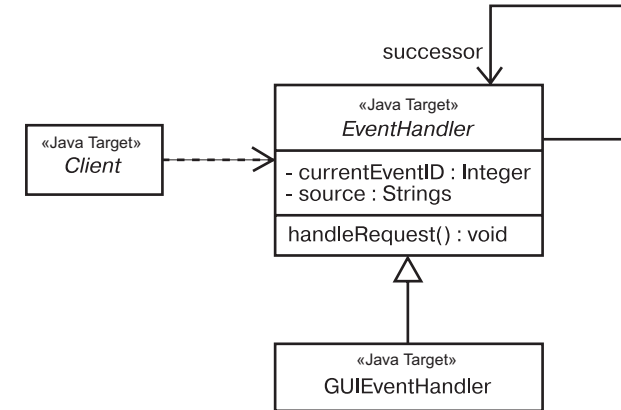 successor
«Java Target»
EventHandler
«Java Target»
Client
- currentEventID : Integer
- source : Strings
handleRequest() : void
«Java Target»
GUIEventHandler